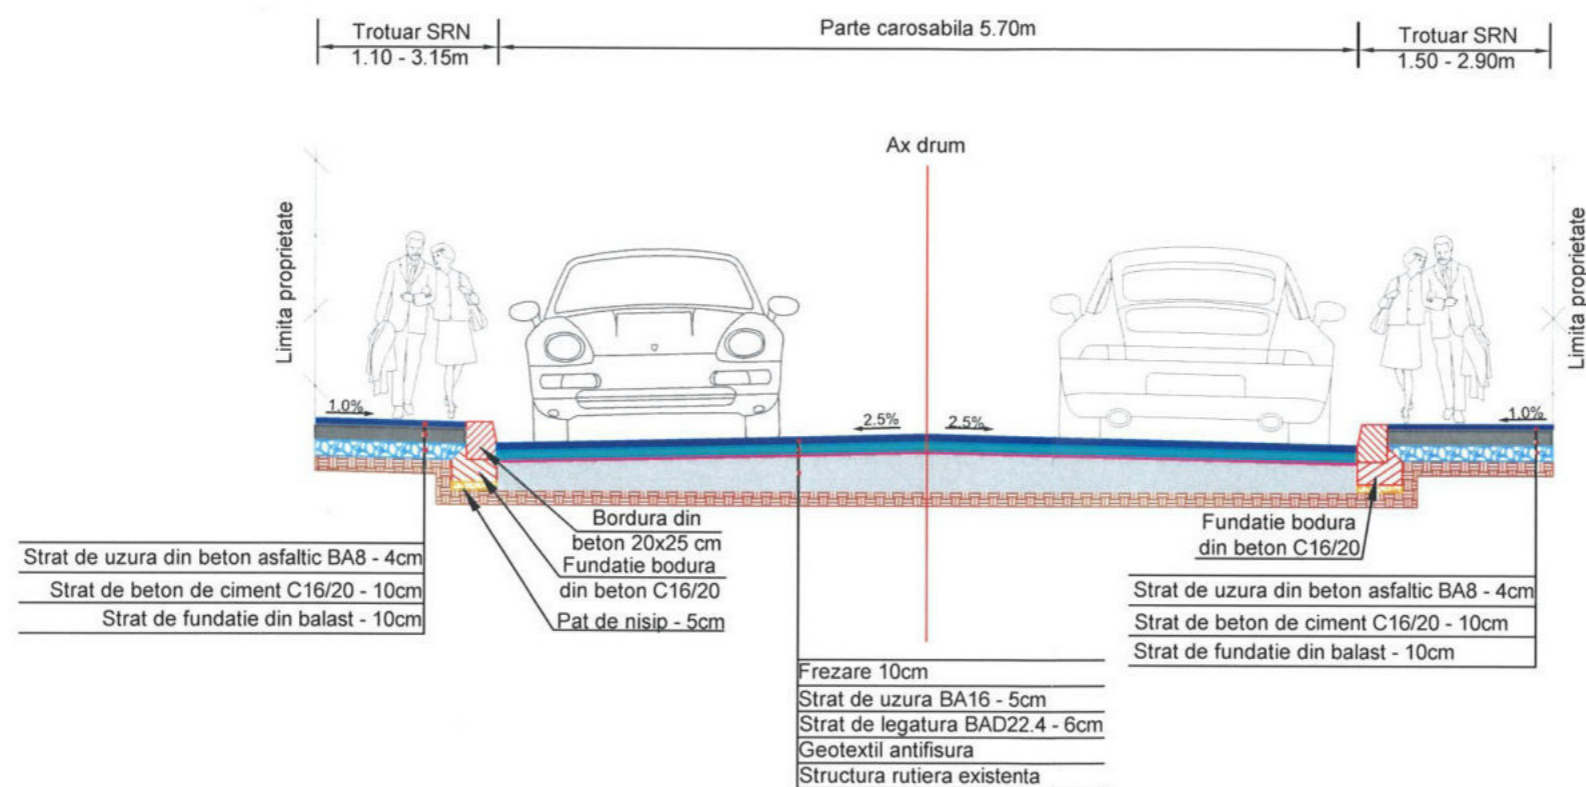 Trotuar SRN
1.10 - 3.15m
Parte carosabila 5.70m
Trotuar SRN
1.50 - 2.90m
Ax drum
Limita proprietate
Limita proprietate
1.0%
2.5%
2.5%
1.0%
Bordura din
beton 20x25 cm
Fundatie bodura
din beton C16/20
Pat de nisip - 5cm
Strat de uzura din beton asfaltic BA8 - 4cm
Strat de beton de ciment C16/20 - 10cm
Strat de fundatie din balast - 10cm
Fundatie bodura
din beton C16/20
Strat de uzura din beton asfaltic BA8 - 4cm
Strat de beton de ciment C16/20 - 10cm
Strat de fundatie din balast - 10cm
Frezare 10cm
Strat de uzura BA16 - 5cm
Strat de legatura BAD22.4 - 6cm
Geotextil antifisura
Structura rutiera existenta